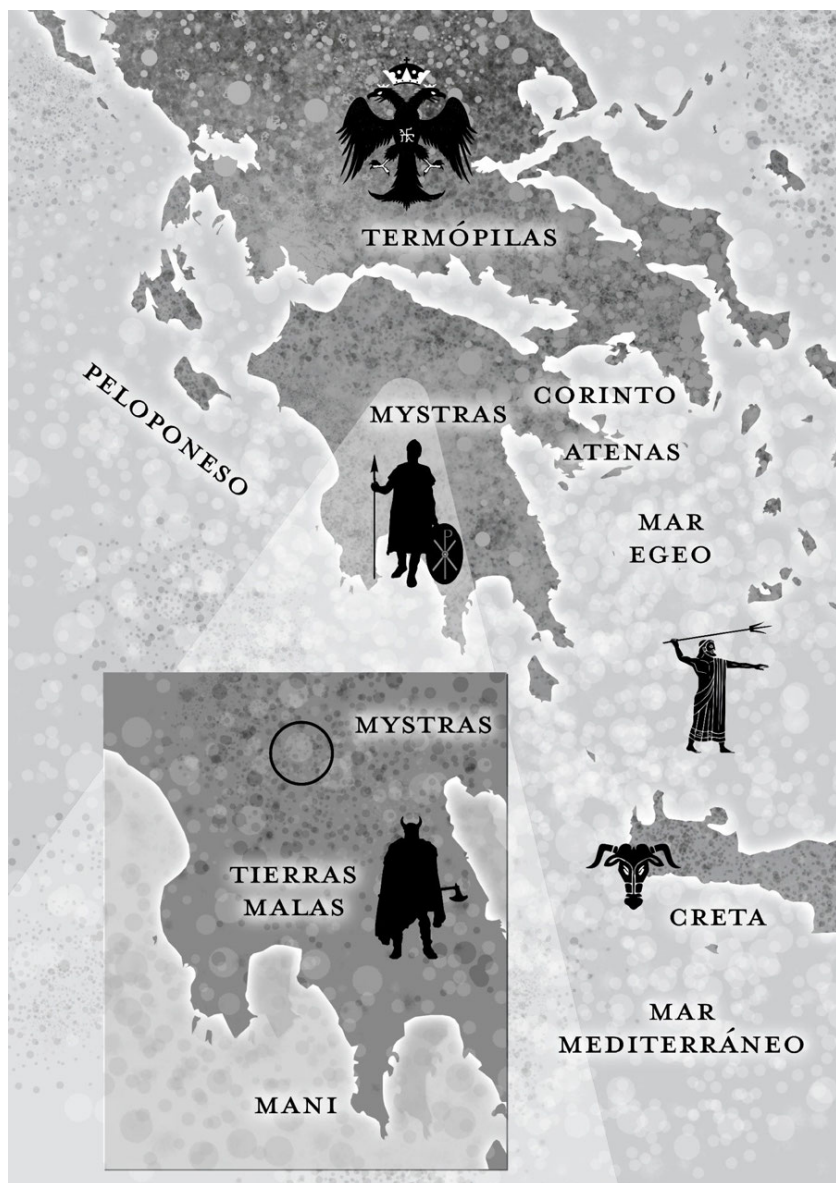 TERMÓPILAS
PELOPONESO
MYSTRAS
CORINTO
ATENAS
MAR
EGEO
MYSTRAS
TIERRAS
MALAS
CRETA
MAR
MEDITERRÁNEO
MANI